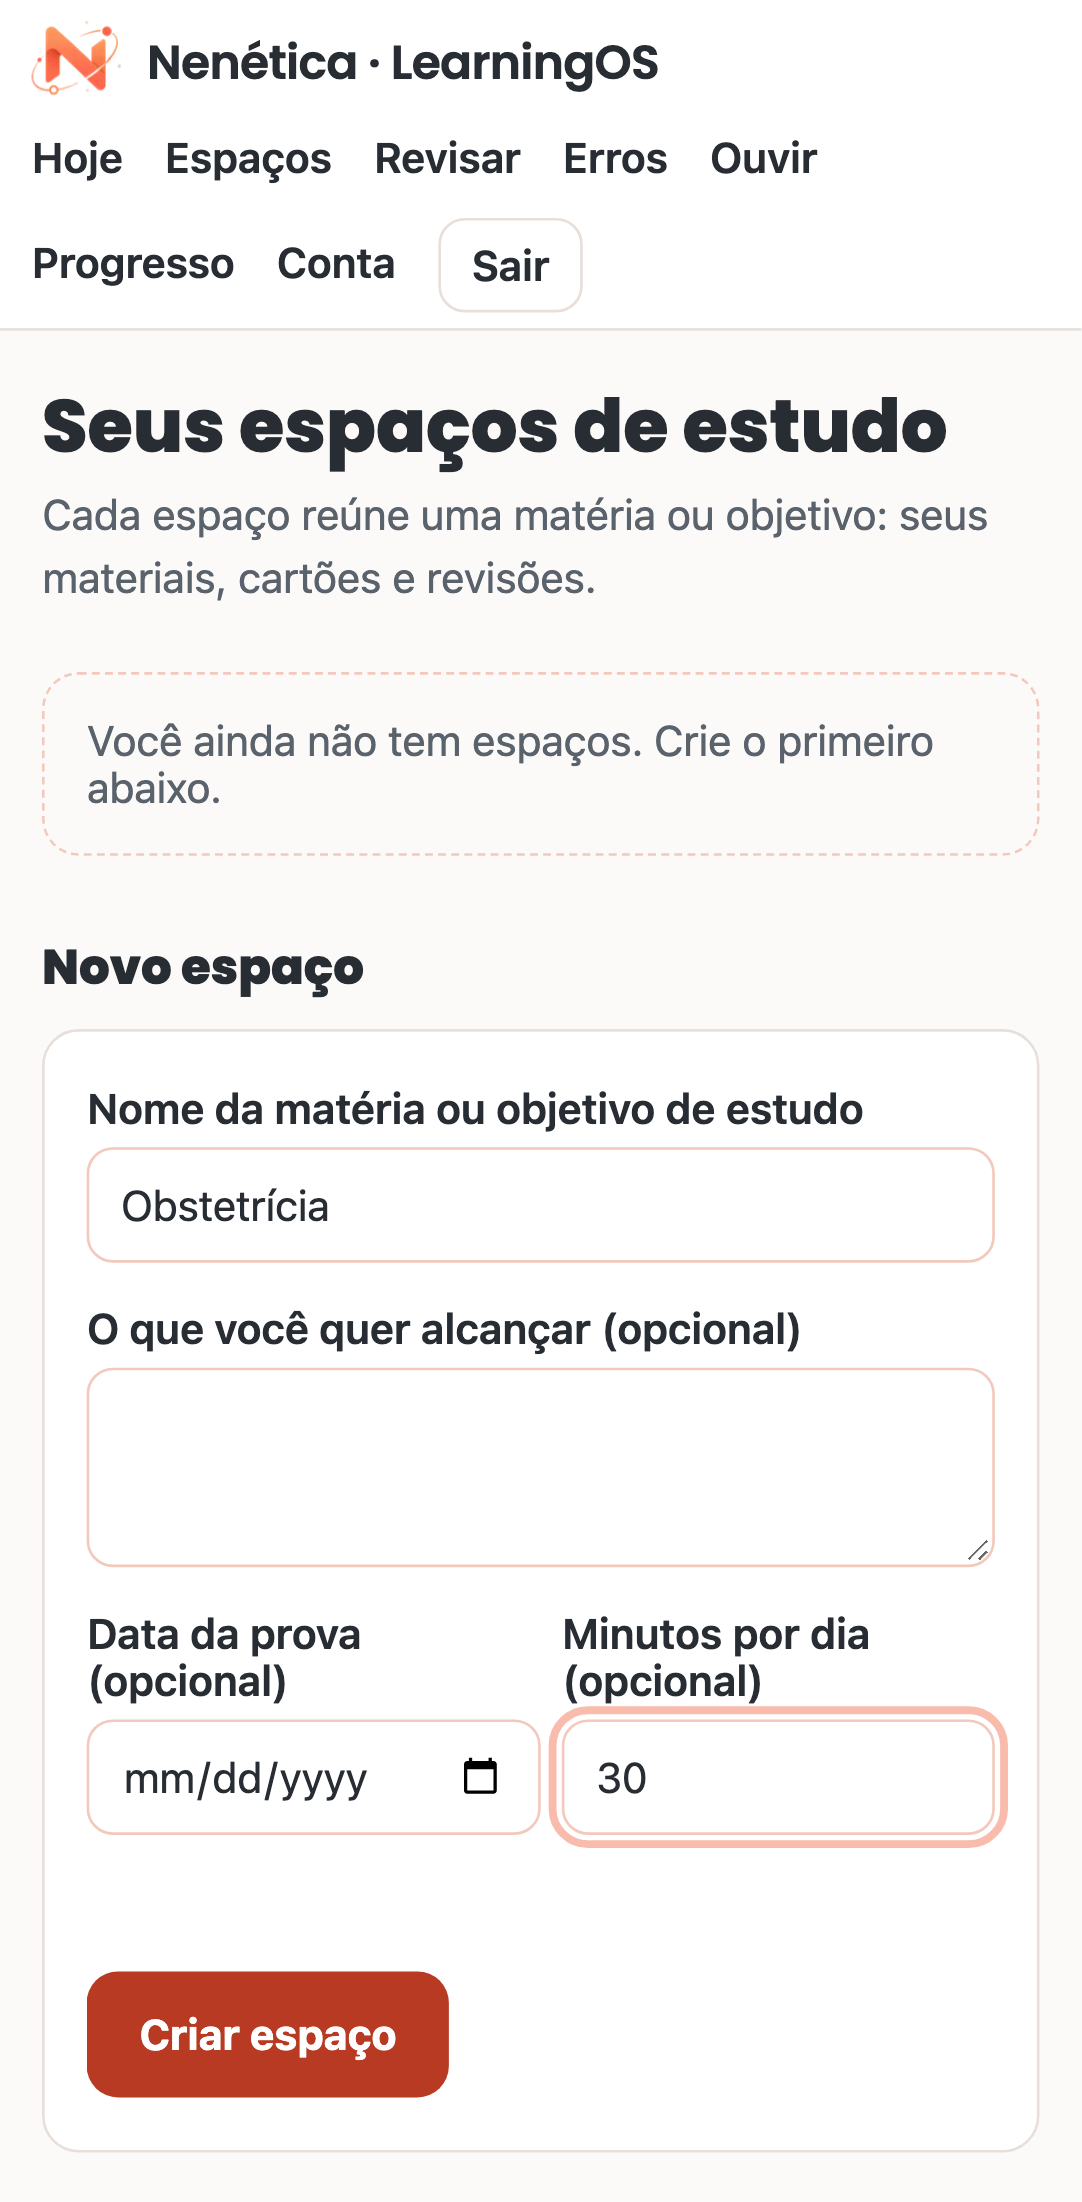 Nenética · LearningOS
Hoje Espaços Revisar Erros Ouvir
Progresso Conta Sair
Seus espaços de estudo
Cada espaço reúne uma matéria ou objetivo: seus
materiais, cartões e revisões.
Você ainda não tem espaços. Crie o primeiro
abaixo.
Novo espaço
Nome da matéria ou objetivo de estudo
Obstetrícia
O que você quer alcançar (opcional)
Data da prova
(opcional)
mm/dd/yyyy
Minutos por dia
(opcional)
30
Criar espaço